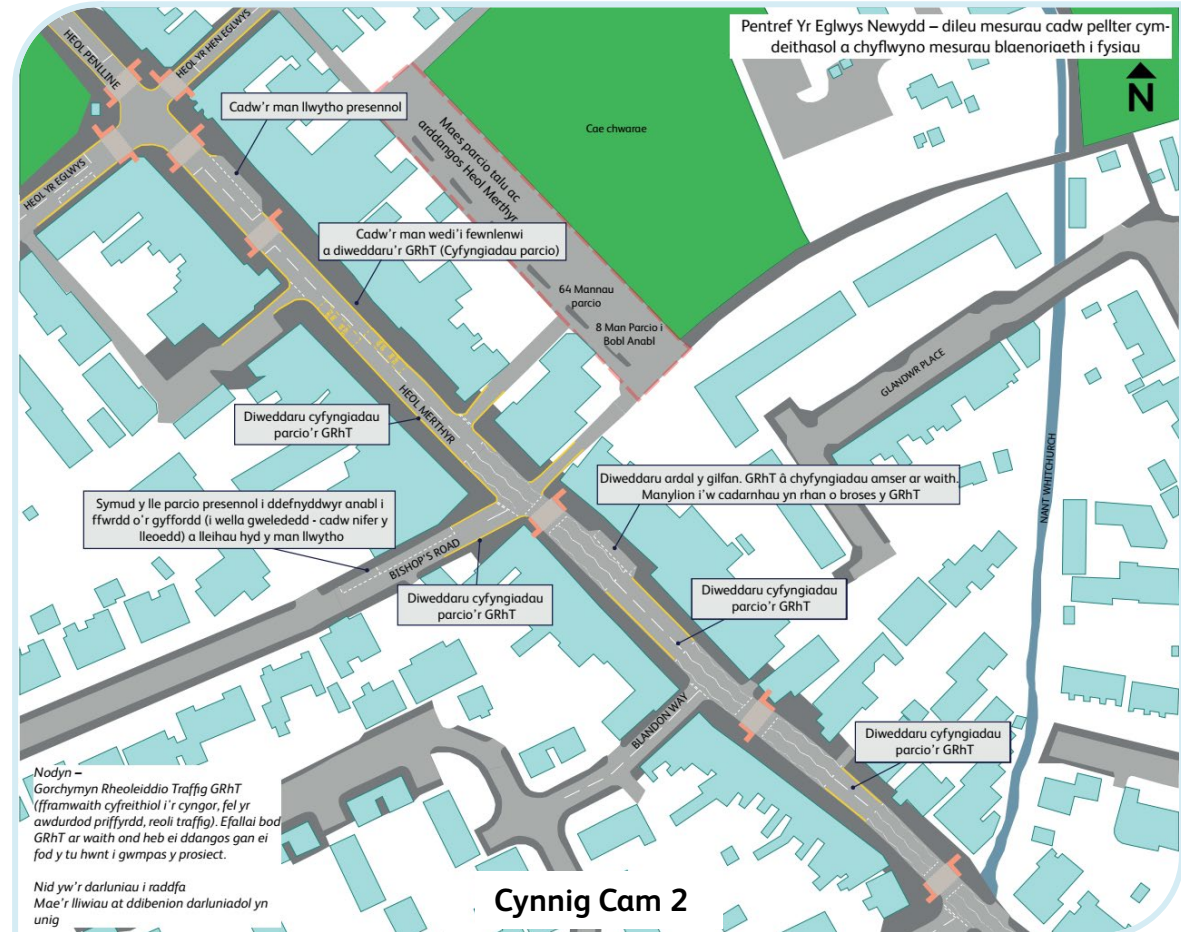 Pentref Yr Eglwys Newydd – dileu mesurau cadw pellter cym-
deithasol a chyflwyno mesurau blaenoriaeth i fysiau
N
HEOL PENLLINE
HEOL YR HEN EGLWYS
HEOL YR EGLWYS
Cadw'r man llwytho presennol
Maes parcio talu ac
arddangos Heol Merthyr
Cae chwarae
Cadw'r man wedi'i fewnlenwi
a diweddaru'r GRhT (Cyfyngiadau parcio)
64 Mannau
parcio
8 Man Parcio i
Bobl Anabl
GLANDWR PLACE
HEOL MERTHYR
Diweddaru cyfyngiadau
parcio'r GRhT
NANT WHITCHURCH
Diweddaru ardal y gilfan. GRhT â chyfyngiadau amser ar waith.
Manylion i'w cadarnhau yn rhan o broses y GRhT
Symud y lle parcio presennol i ddefnyddwyr anabl i
ffwrdd o'r gyffordd (i wella gwelededd - cadw nifer y
lleoedd) a lleihau hyd y man llwytho
BISHOP'S ROAD
Diweddaru cyfyngiadau
parcio'r GRhT
Diweddaru cyfyngiadau
parcio'r GRhT
BLANDON WAY
Diweddaru cyfyngiadau
parcio'r GRhT
Nodyn –
Gorchymyn Rheoleiddio Traffig GRhT
(fframwaith cyfreithiol i'r cyngor, fel yr
awdurdod priffyrdd, reoli traffig). Efallai bod
GRhT ar waith ond heb ei ddangos gan ei
fod y tu hwnt i gwmpas y prosiect.
Nid yw'r darluniau i raddfa
Mae'r lliwiau at ddibenion darluniadol yn
unig
Cynnig Cam 2